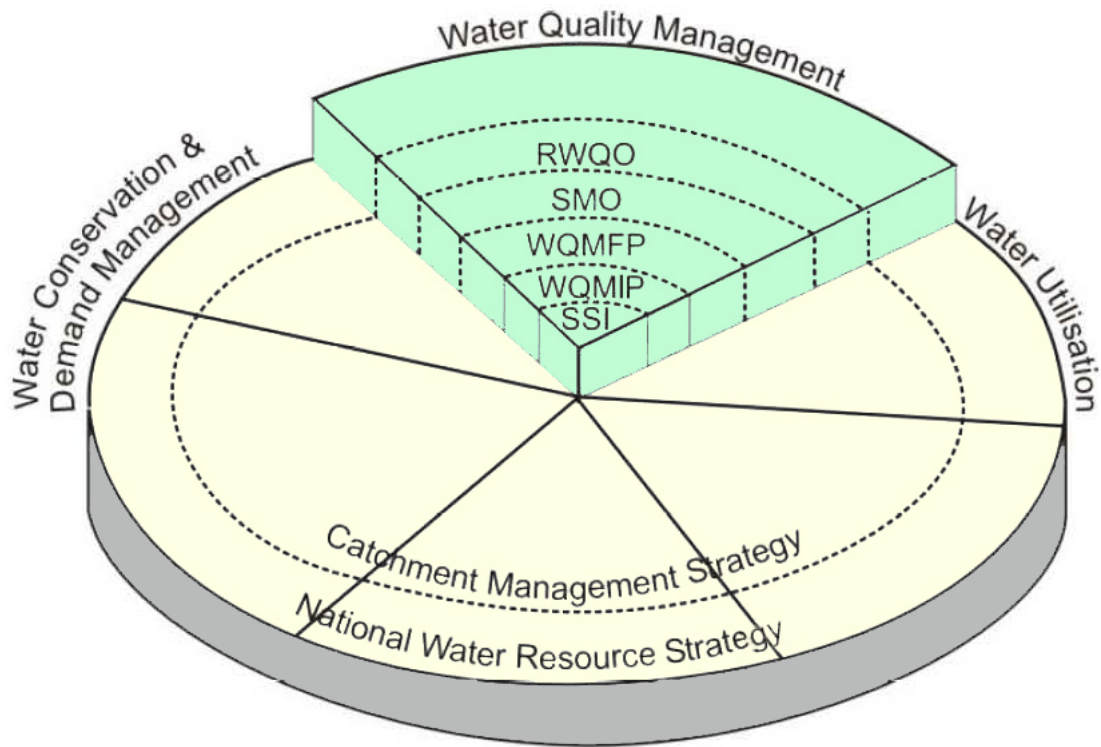 Water Quality Management
RWQO
SMO
WQMFP
WQMIP
SSI
Water Conservation &
Demand Management
Water Utilisation
Catchment Management Strategy
National Water Resource Strategy